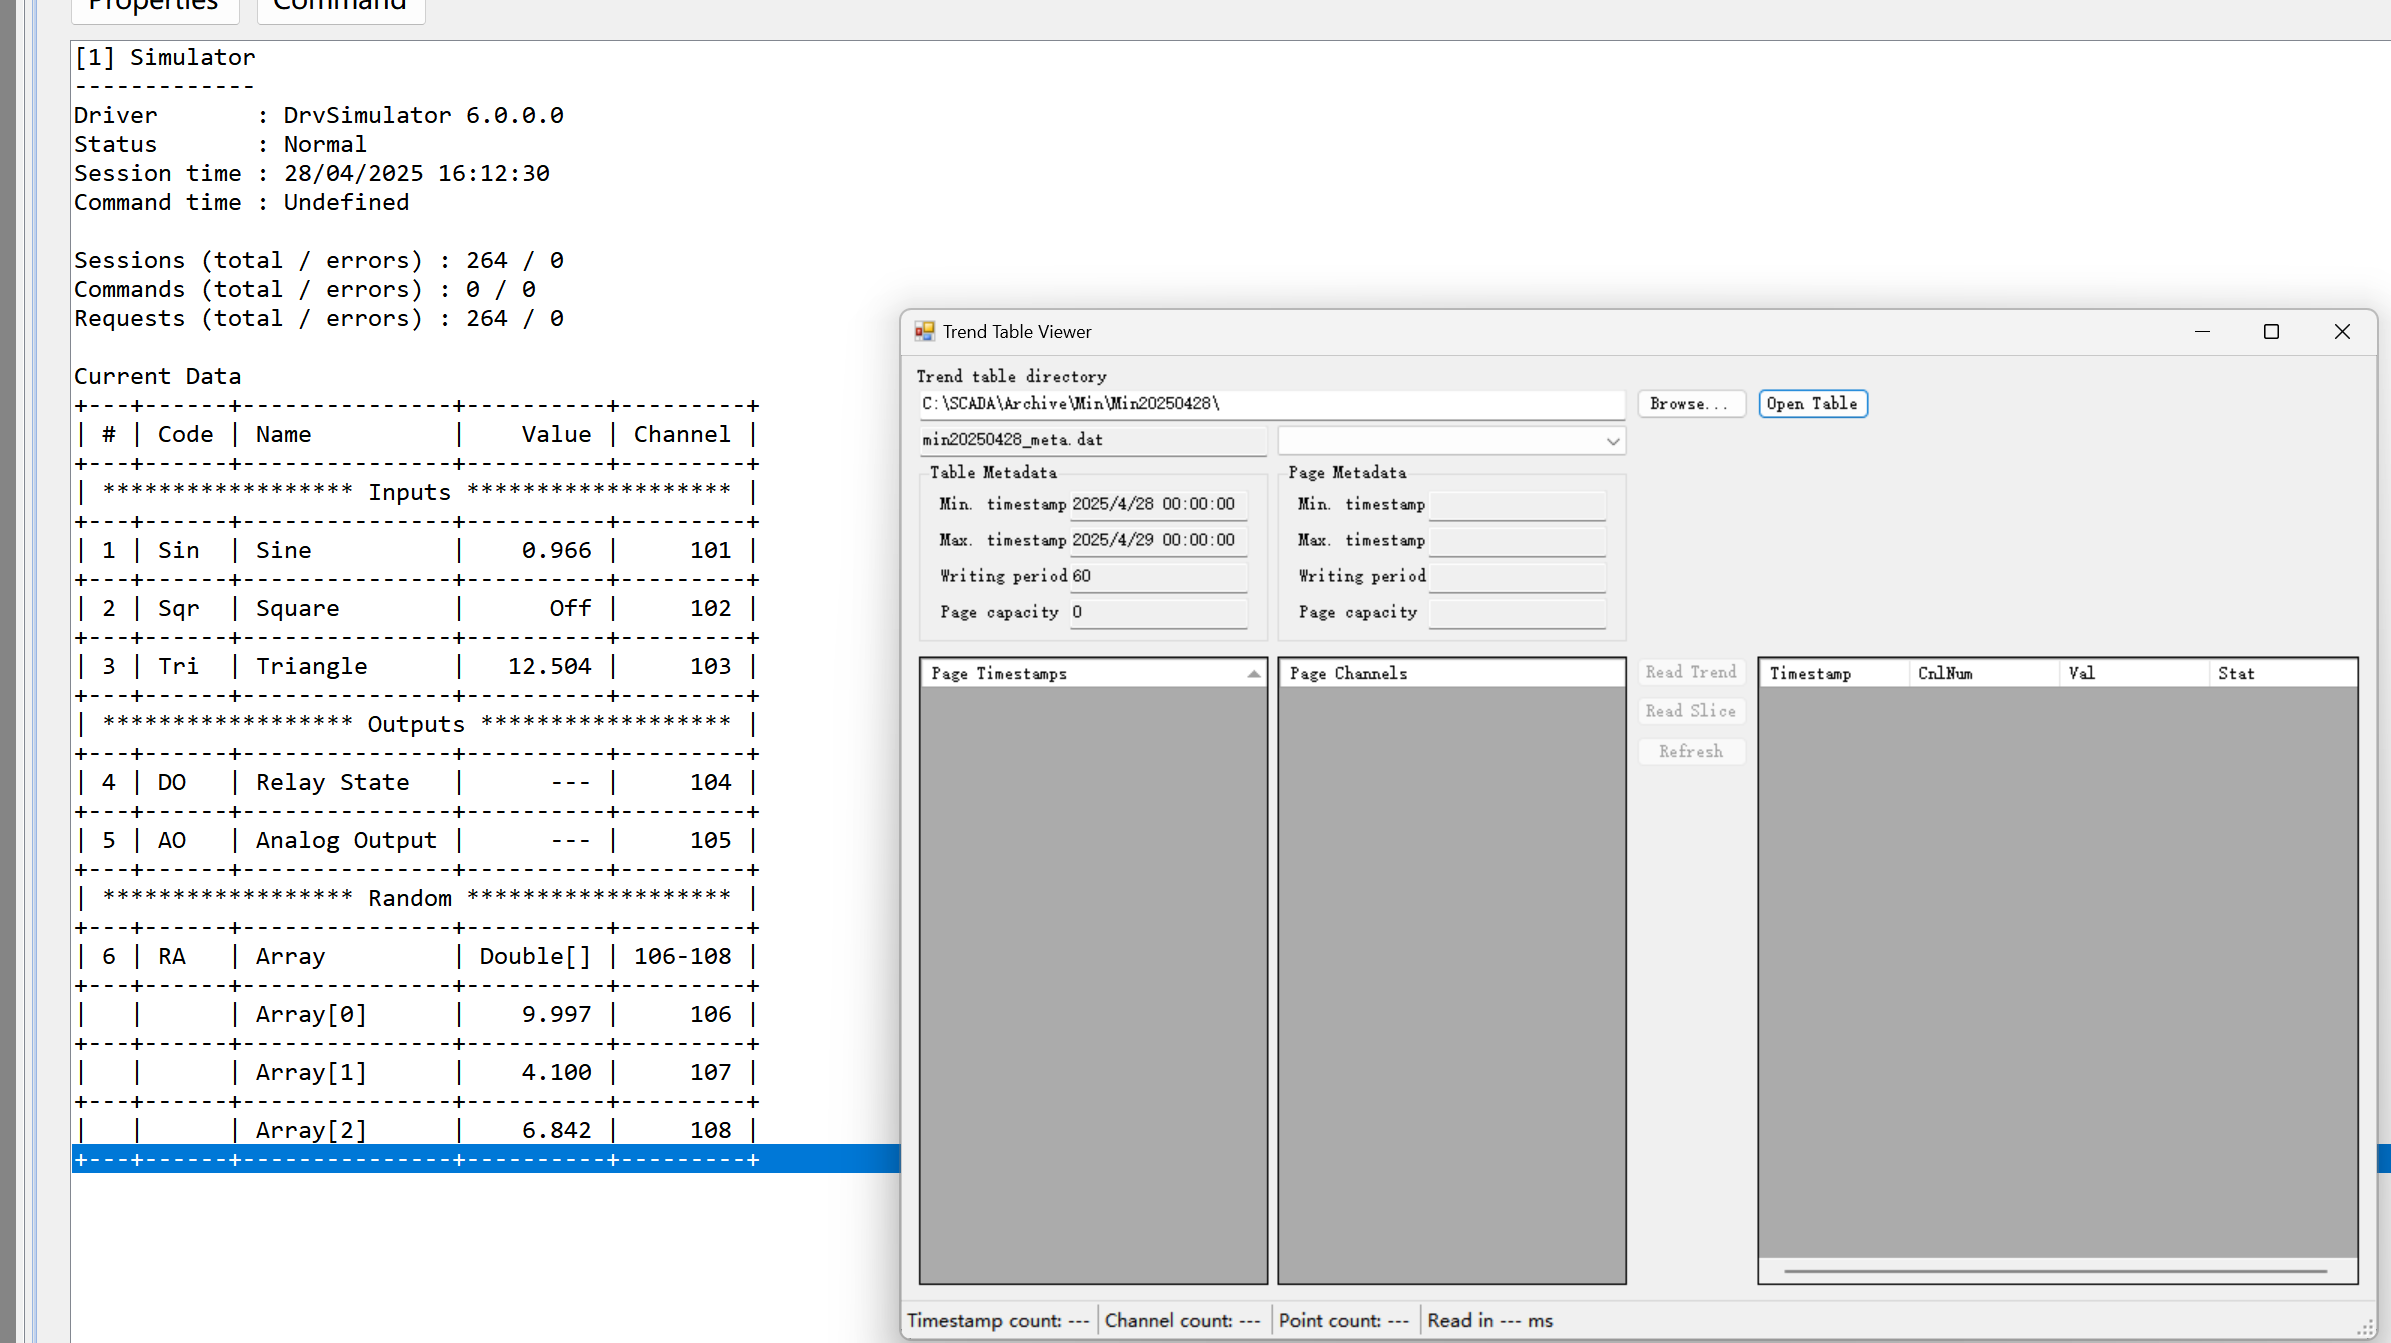 Properties Command
[1] Simulator
-------------
Driver       : DrvSimulator 6.0.0.0
Status       : Normal
Session time : 28/04/2025 16:12:30
Command time : Undefined
Sessions (total / errors) : 264 / 0
Commands (total / errors) : 0 / 0
Requests (total / errors) : 264 / 0
Current Data
+---+------+---------------+----------+---------+
| # | Code | Name          |    Value | Channel |
+---+------+---------------+----------+---------+
| ****************** Inputs ******************* |
+---+------+---------------+----------+---------+
| 1 | Sin  | Sine          |    0.966 |     101 |
+---+------+---------------+----------+---------+
| 2 | Sqr  | Square        |      Off |     102 |
+---+------+---------------+----------+---------+
| 3 | Tri  | Triangle      |   12.504 |     103 |
+---+------+---------------+----------+---------+
| ****************** Outputs ****************** |
+---+------+---------------+----------+---------+
| 4 | DO   | Relay State   |      --- |     104 |
+---+------+---------------+----------+---------+
| 5 | AO   | Analog Output |      --- |     105 |
+---+------+---------------+----------+---------+
| ****************** Random ******************* |
+---+------+---------------+----------+---------+
| 6 | RA   | Array         | Double[] | 106-108 |
+---+------+---------------+----------+---------+
|   |      | Array[0]      |    9.997 |     106 |
+---+------+---------------+----------+---------+
|   |      | Array[1]      |    4.100 |     107 |
+---+------+---------------+----------+---------+
|   |      | Array[2]      |    6.842 |     108 |
+---+------+---------------+----------+---------+
Trend Table Viewer
Trend table directory
C:\SCADA\Archive\Min\Min20250428\ Browse... Open Table
min20250428_meta.dat
Table Metadata
Min. timestamp 2025/4/28 00:00:00
Max. timestamp 2025/4/29 00:00:00
Writing period 60
Page capacity 0
Page Metadata
Min. timestamp
Max. timestamp
Writing period
Page capacity
Page Timestamps
Page Channels
Read Trend
Read Slice
Refresh
Timestamp CnlNum Val Stat
Timestamp count: --- Channel count: --- Point count: --- Read in --- ms